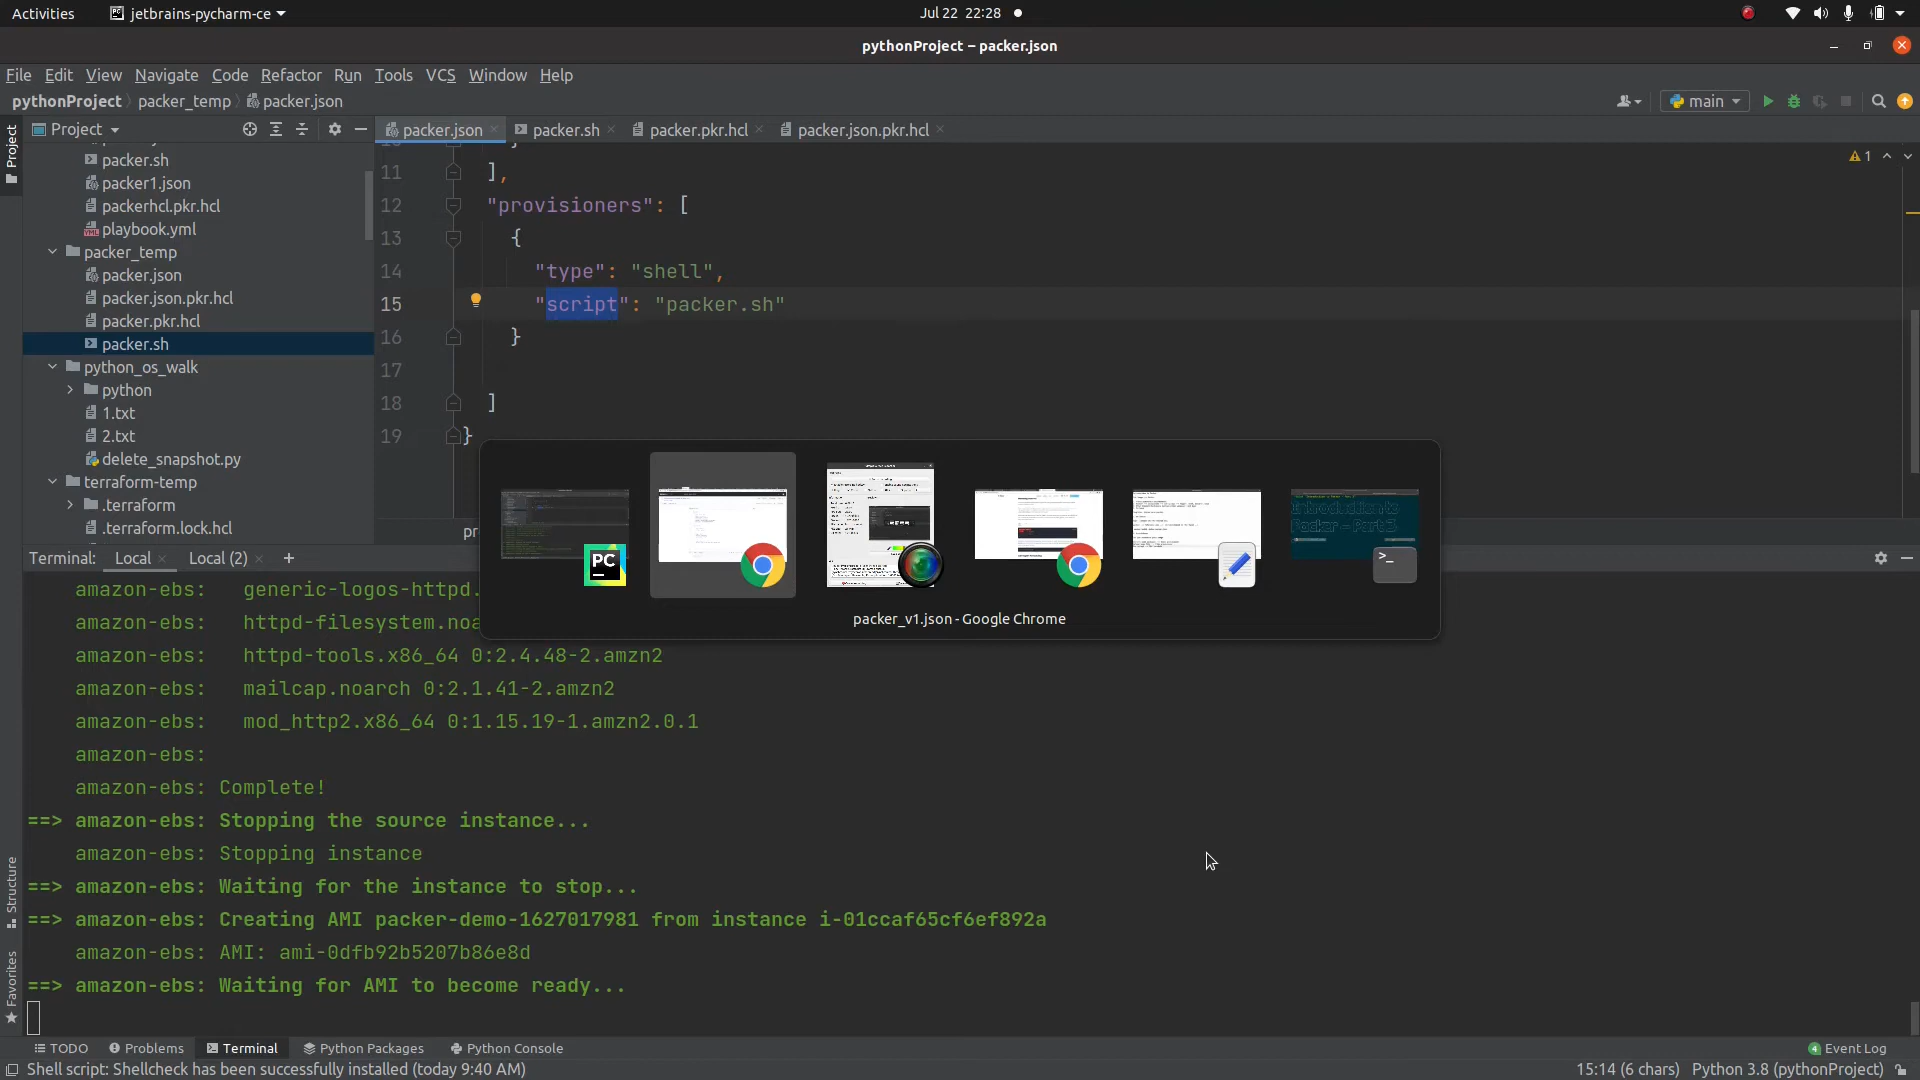 Activities
jetbrains-pycharm-ce
Jul 22 22:28
pythonProject – packer.json
File Edit View Navigate Code Refactor Run Tools VCS Window Help
pythonProject packer_temp packer.json
main
Project
packer.json
packer.sh
packer.pkr.hcl
packer.json.pkr.hcl
Project
packer.sh
packer1.json
packerhcl.pkr.hcl
playbook.yml
packer_temp
packer.json
packer.json.pkr.hcl
packer.pkr.hcl
packer.sh
python_os_walk
python
1.txt
2.txt
delete_snapshot.py
terraform-temp
.terraform
.terraform.lock.hcl
11 ],
12 "provisioners": [
13 {
14 "type": "shell",
15 "script": "packer.sh"
16 }
17
18 ]
19 }
1
PC
Introduction to
Packer - Part 3
>_
packer_v1.json - Google Chrome
Terminal: Local Local (2) +
amazon-ebs: generic-logos-httpd.
amazon-ebs: httpd-filesystem.noa
amazon-ebs: httpd-tools.x86_64 0:2.4.48-2.amzn2
amazon-ebs: mailcap.noarch 0:2.1.41-2.amzn2
amazon-ebs: mod_http2.x86_64 0:1.15.19-1.amzn2.0.1
amazon-ebs:
amazon-ebs: Complete!
==> amazon-ebs: Stopping the source instance...
amazon-ebs: Stopping instance
==> amazon-ebs: Waiting for the instance to stop...
==> amazon-ebs: Creating AMI packer-demo-1627017981 from instance i-01ccaf65cf6ef892a
amazon-ebs: AMI: ami-0dfb92b5207b86e8d
==> amazon-ebs: Waiting for AMI to become ready...
Structure
Favorites
TODO Problems Terminal Python Packages Python Console
4 Event Log
Shell script: Shellcheck has been successfully installed (today 9:40 AM)
15:14 (6 chars) Python 3.8 (pythonProject)